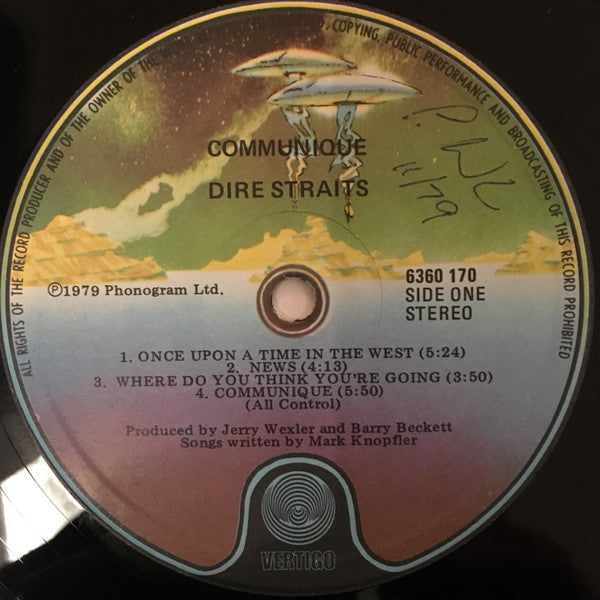 ALL RIGHTS OF THE RECORD PRODUCER AND OF THE OWNER OF THE
. COPYING, PUBLIC PERFORMANCE AND BROADCASTING OF THIS RECORD PROHIBITED
COMMUNIQUE
DIRE STRAITS
11/79
℗1979 Phonogram Ltd.
6360 170
SIDE ONE
STEREO
1. ONCE UPON A TIME IN THE WEST (5:24)
2. NEWS (4:13)
3. WHERE DO YOU THINK YOU'RE GOING (3:50)
4. COMMUNIQUE (5:50)
(All Control)
Produced by Jerry Wexler and Barry Beckett
Songs written by Mark Knopfler
VERTIGO